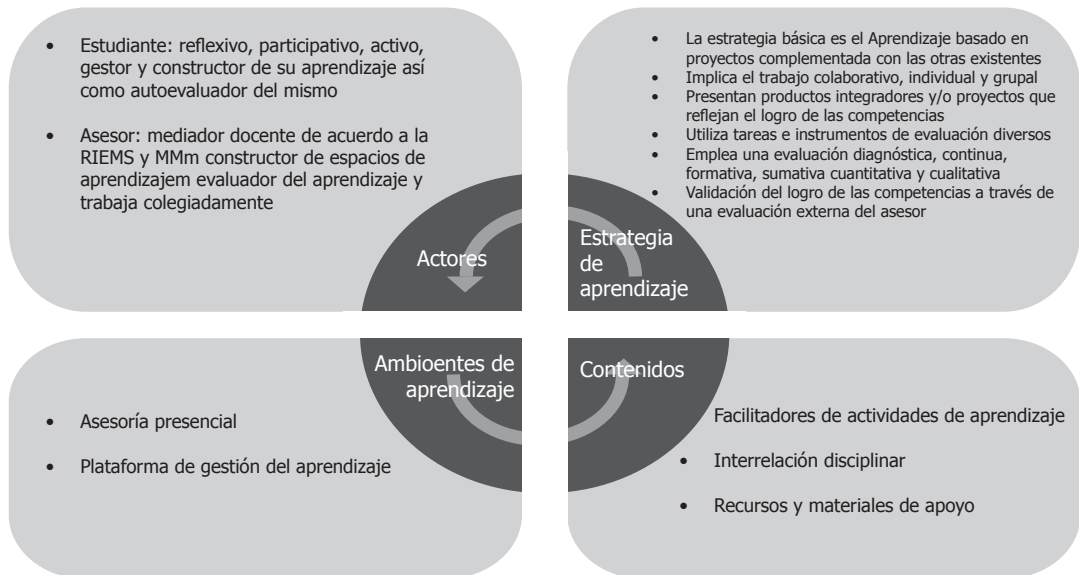 • Estudiante: reflexivo, participativo, activo,
gestor y constructor de su aprendizaje así
como autoevaluador del mismo
• Asesor: mediador docente de acuerdo a la
RIEMS y MMm constructor de espacios de
aprendizajem evaluador del aprendizaje y
trabaja colegiadamente
Actores
• La estrategia básica es el Aprendizaje basado en
proyectos complementada con las otras existentes
• Implica el trabajo colaborativo, individual y grupal
• Presentan productos integradores y/o proyectos que
reflejan el logro de las competencias
• Utiliza tareas e instrumentos de evaluación diversos
• Emplea una evaluación diagnóstica, continua,
formativa, sumativa cuantitativa y cualitativa
• Validación del logro de las competencias a través de
una evaluación externa del asesor
Estrategia
de
aprendizaje
Ambioentes de
aprendizaje
• Asesoría presencial
• Plataforma de gestión del aprendizaje
Contenidos
Facilitadores de actividades de aprendizaje
• Interrelación disciplinar
• Recursos y materiales de apoyo